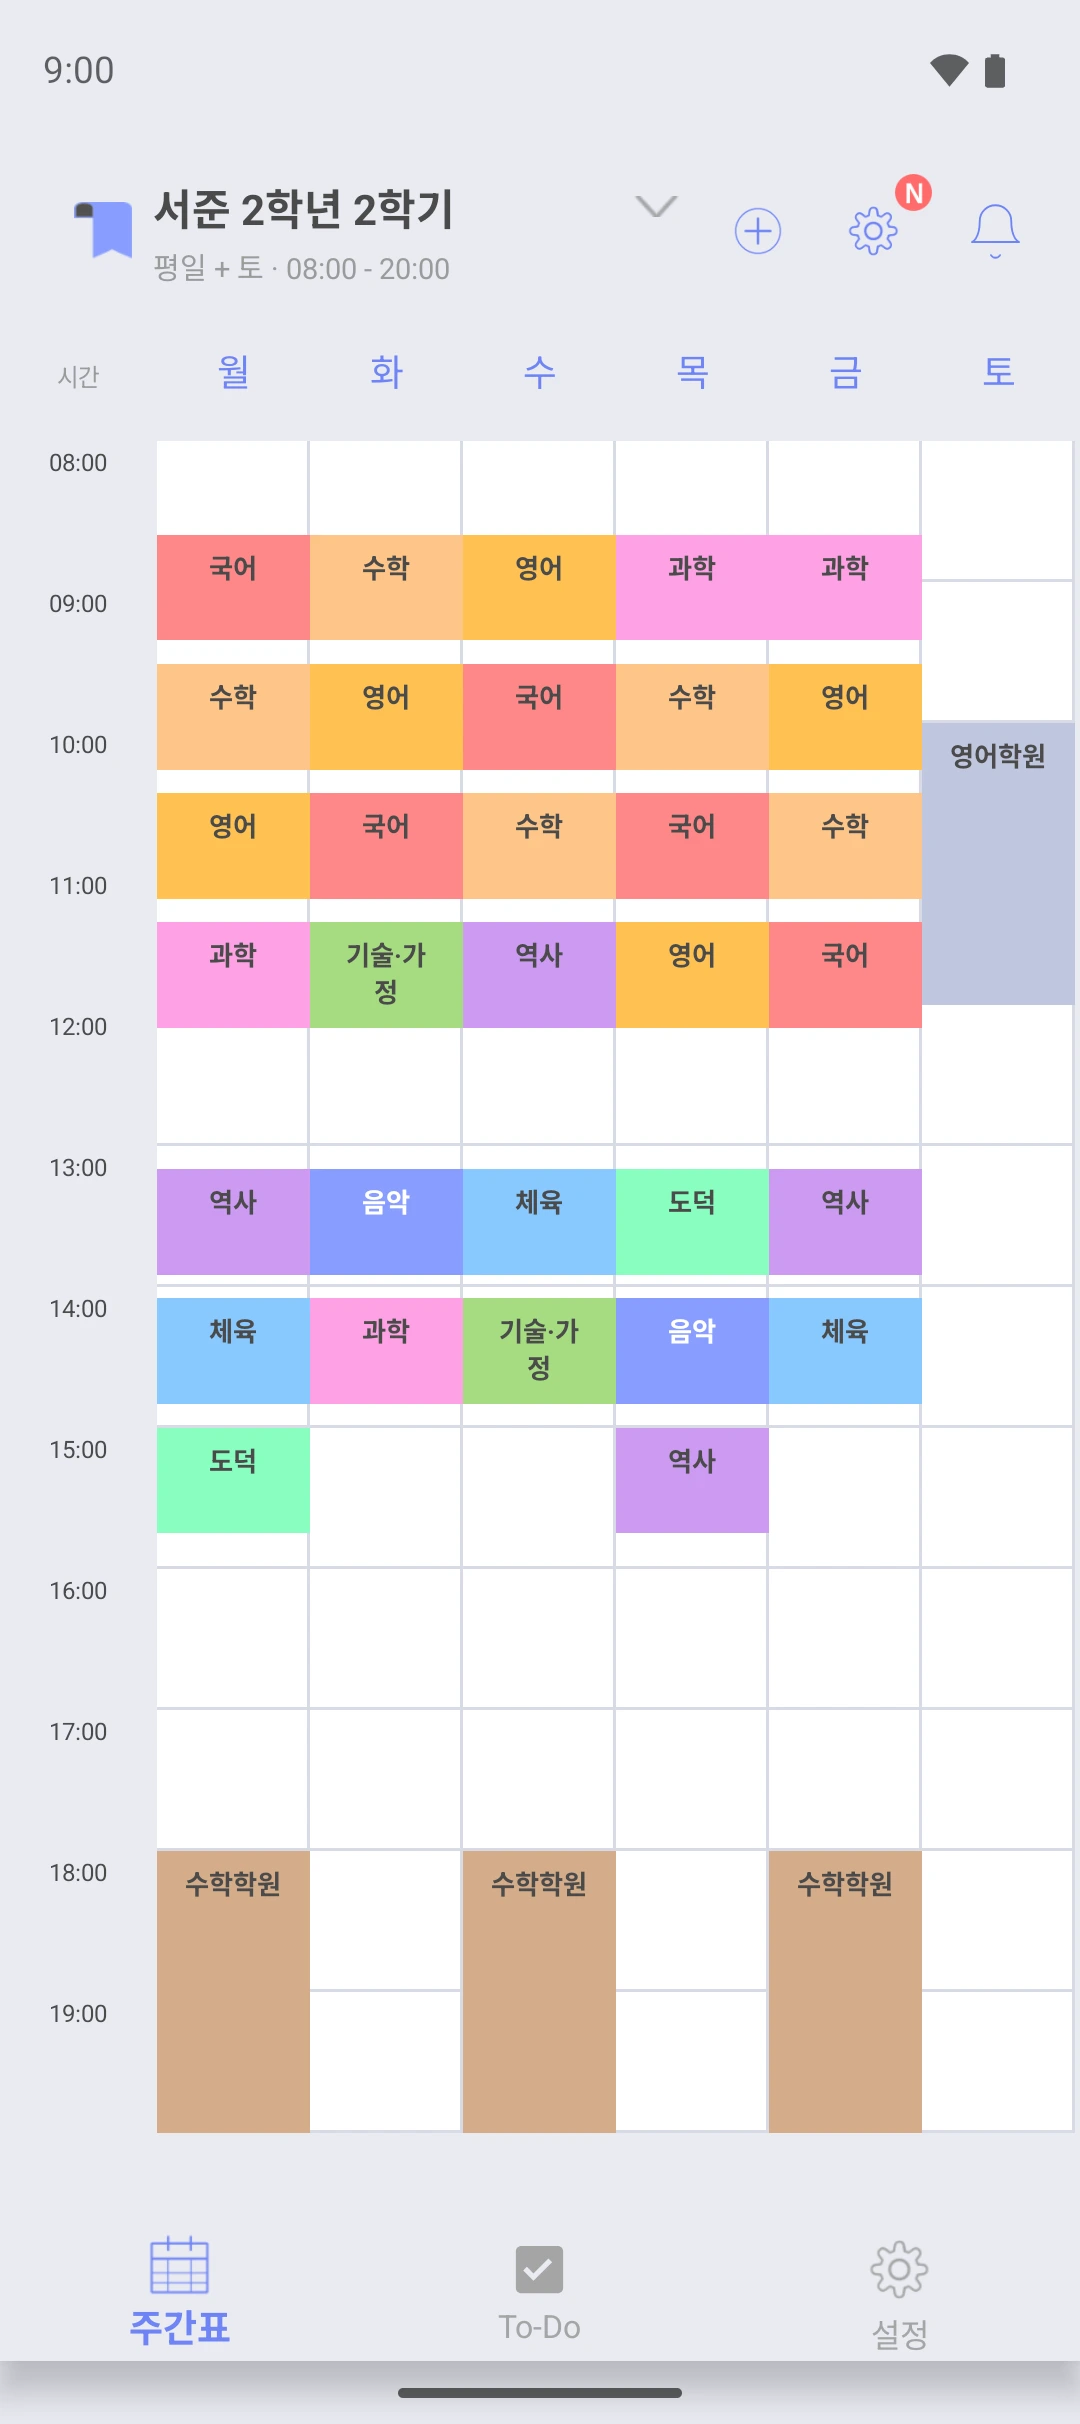 9:00
서준 2학년 2학기
N
평일 + 토 · 08:00 - 20:00
시간 월 화 수 목 금 토
08:00
국어 수학 영어 과학 과학
09:00
수학 영어 국어 수학 영어
10:00
영어학원
영어 국어 수학 국어 수학
11:00
과학 기술·가 역사 영어 국어
정
12:00
13:00
역사 음악 체육 도덕 역사
14:00
체육 과학 기술·가 음악 체육
정
15:00
도덕 역사
16:00
17:00
18:00
수학학원 수학학원 수학학원
19:00
주간표 To-Do 설정